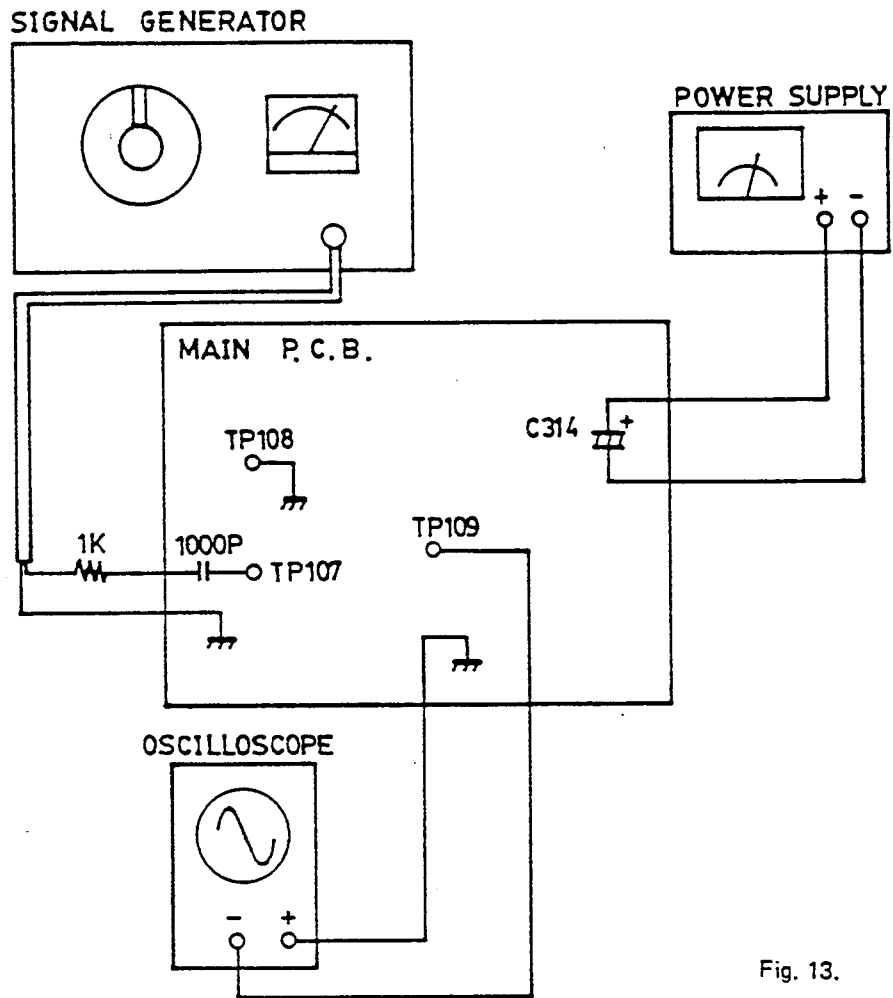 SIGNAL GENERATOR
POWER SUPPLY
+ -
MAIN P.C.B.
C314 +
TP108
TP109
1K 1000P
TP107
OSCILLOSCOPE
- +
Fig. 13.